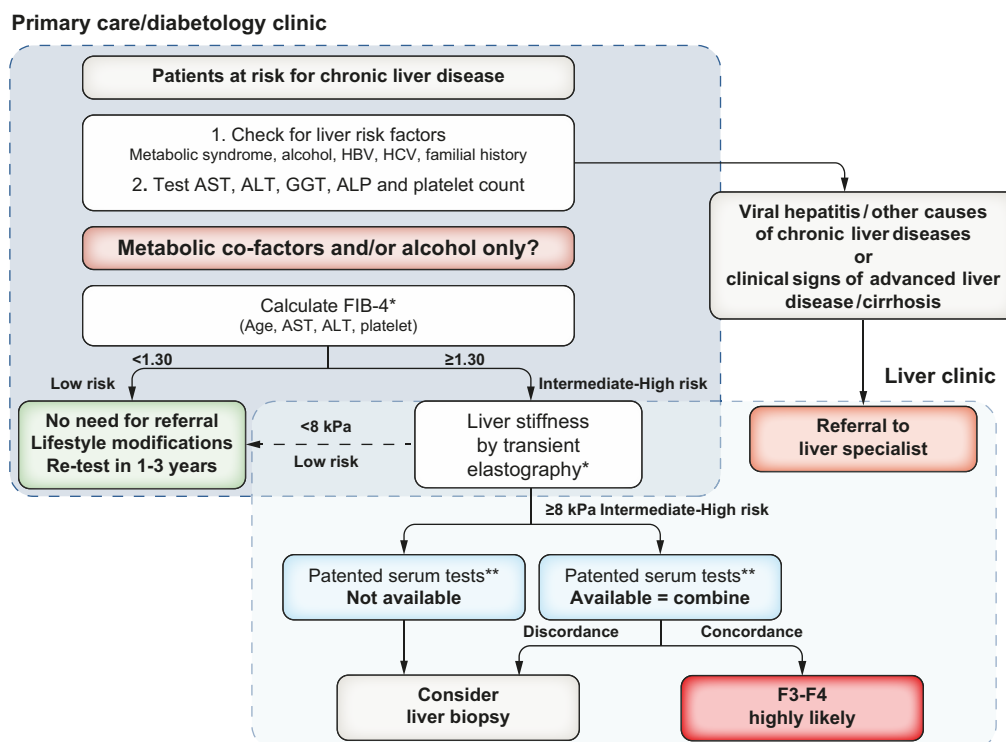 Primary care/diabetology clinic
Patients at risk for chronic liver disease
1. Check for liver risk factors
Metabolic syndrome, alcohol, HBV, HCV, familial history
2. Test AST, ALT, GGT, ALP and platelet count
Viral hepatitis/other causes
of chronic liver diseases
or
clinical signs of advanced liver
disease/cirrhosis
Metabolic co-factors and/or alcohol only?
Calculate FIB-4*
(Age, AST, ALT, platelet)
<1.30
≥1.30
Low risk
Intermediate-High risk
Liver clinic
No need for referral
Lifestyle modifications
Re-test in 1-3 years
<8 kPa
Low risk
Liver stiffness
by transient
elastography*
Referral to
liver specialist
≥8 kPa Intermediate-High risk
Patented serum tests**
Not available
Patented serum tests**
Available = combine
Discordance
Concordance
Consider
liver biopsy
F3-F4
highly likely